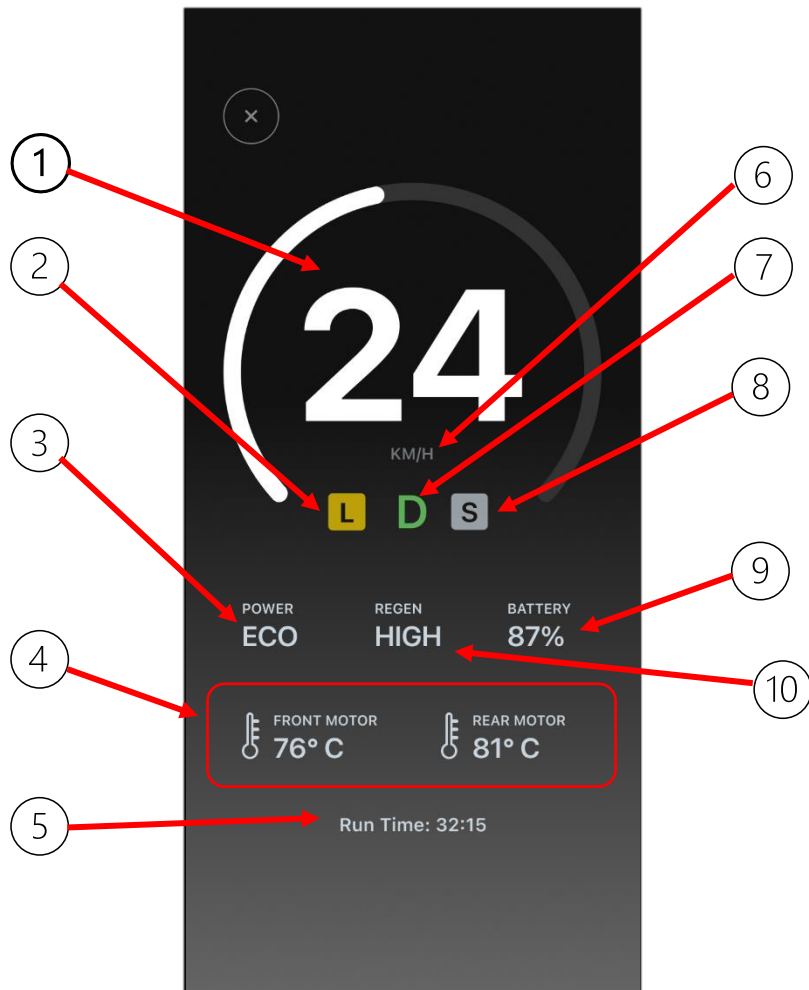 ×
1
6
2
7
24
8
KM/H
3
L D S
9
POWER REGEN BATTERY
ECO HIGH 87%
4
10
FRONT MOTOR REAR MOTOR
76° C 81° C
5
Run Time: 32:15